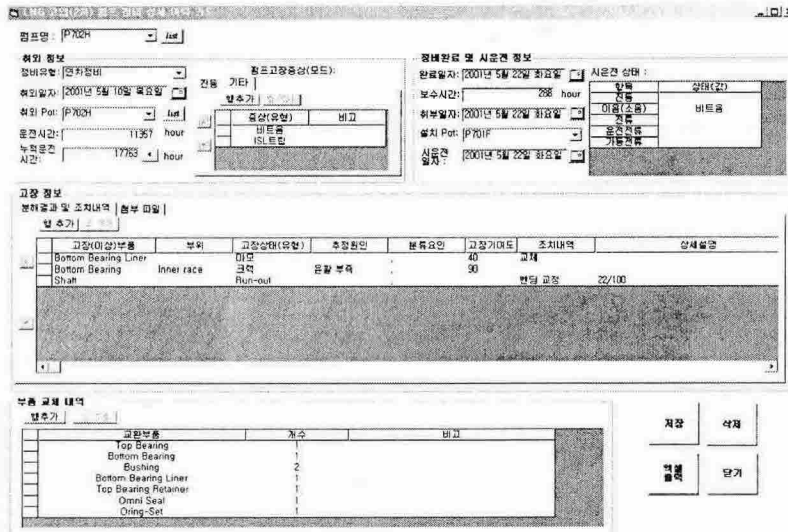 펌프명 : P702H list
취외 정보
정비유형: 연차정비
취외일자: 2001년 5월 10일 목요일
취외 Pot: P702H list
운전시간: 11357 hour
누적운전시간: 17753 hour
펌프고장증상(모드):
진동 기타
행추가
증상(유형) 비고
비트음
ISL트립
정비완료 및 시운전 정보
완료일자: 2001년 5월 22일 화요일
보수시간: 288 hour
취부일자: 2001년 5월 22일 화요일
설치 Pot: P701F
시운전일자 : 2001년 5월 22일 화요일
시운전 상태 :
항목 상태(값)
진동
이음(소음) 비트음
전류
운전전류
기동전류
고장 정보
분해결과 및 조치내역 첨부 파일
행 추가
고장(이상)부품 부위 고장상태(유형) 추정원인 분류요인 고장기여도 조치내역 상세설명
Bottom Bearing Liner 마모 40 교체
Bottom Bearing Inner race 크랙 윤활 부족 90
Shaft Run-out 벤딩 교정 22/100
부품 교체 내역
행추가
교환부품 개수 비고
Top Bearing 1
Bottom Bearing 1
Bushing 2
Bottom Bearing Liner 1
Top Bearing Retainer 1
Omni Seal 1
Oring-Set 1
저장 삭제
엑셀출력 닫기